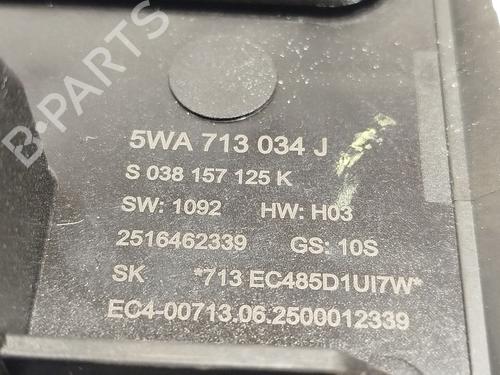 B-PARTS
5WA 713 034 J
S 038 157 125 K
SW: 1092 HW: H03
2516462339 GS: 10S
SK *713 EC485D1UI7W*
EC4-00713.06.2500012339